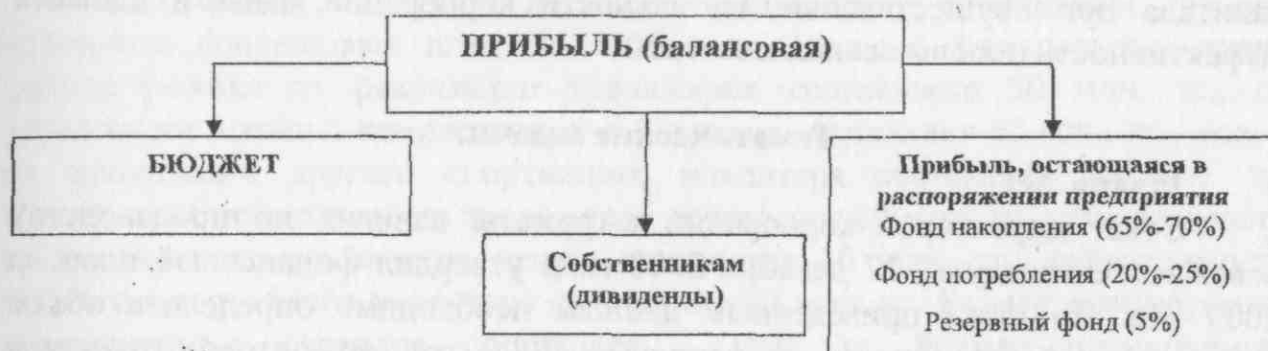 ПРИБЫЛЬ (балансовая)
БЮДЖЕТ
Собственникам
(дивиденды)
Прибыль, остающаяся в
распоряжении предприятия
Фонд накопления (65%-70%)
Фонд потребления (20%-25%)
Резервный фонд (5%)